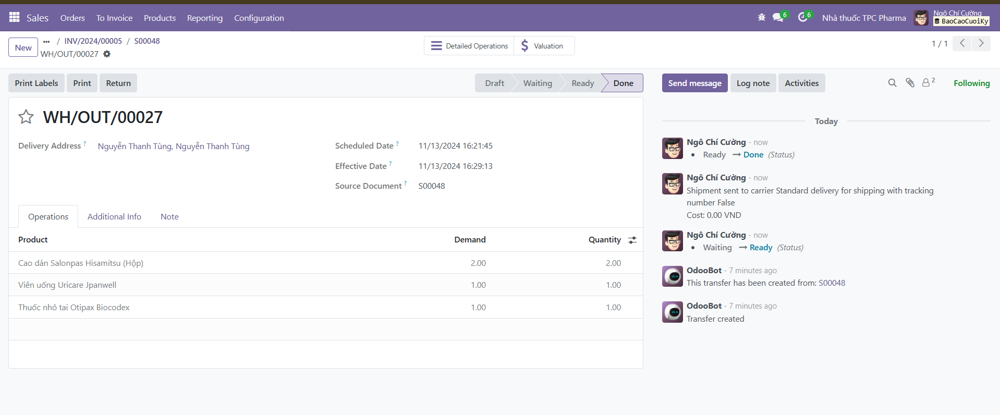 Sales Orders To Invoice Products Reporting Configuration 6 6 Nhà thuốc TPC Pharma Ngô Chí Cường
BaoCaoCuoiKy
New ... / INV/2024/00005 / S00048
WH/OUT/00027
Detailed Operations Valuation
1 / 1
Print Labels Print Return Draft Waiting Ready Done
Send message Log note Activities 2 Following
WH/OUT/00027
Delivery Address ? Nguyễn Thanh Tùng, Nguyễn Thanh Tùng
Scheduled Date ? 11/13/2024 16:21:45
Effective Date ? 11/13/2024 16:29:13
Source Document ? S00048
Operations Additional Info Note
Product Demand Quantity
Cao dán Salonpas Hisamitsu (Hộp) 2.00 2.00
Viên uống Uricare Jpanwell 1.00 1.00
Thuốc nhỏ tai Otipax Biocodex 1.00 1.00
Today
Ngô Chí Cường - now
• Ready → Done (Status)
Ngô Chí Cường - now
Shipment sent to carrier Standard delivery for shipping with tracking
number False
Cost: 0.00 VND
Ngô Chí Cường - now
• Waiting → Ready (Status)
OdooBot - 7 minutes ago
This transfer has been created from: S00048
OdooBot - 7 minutes ago
Transfer created